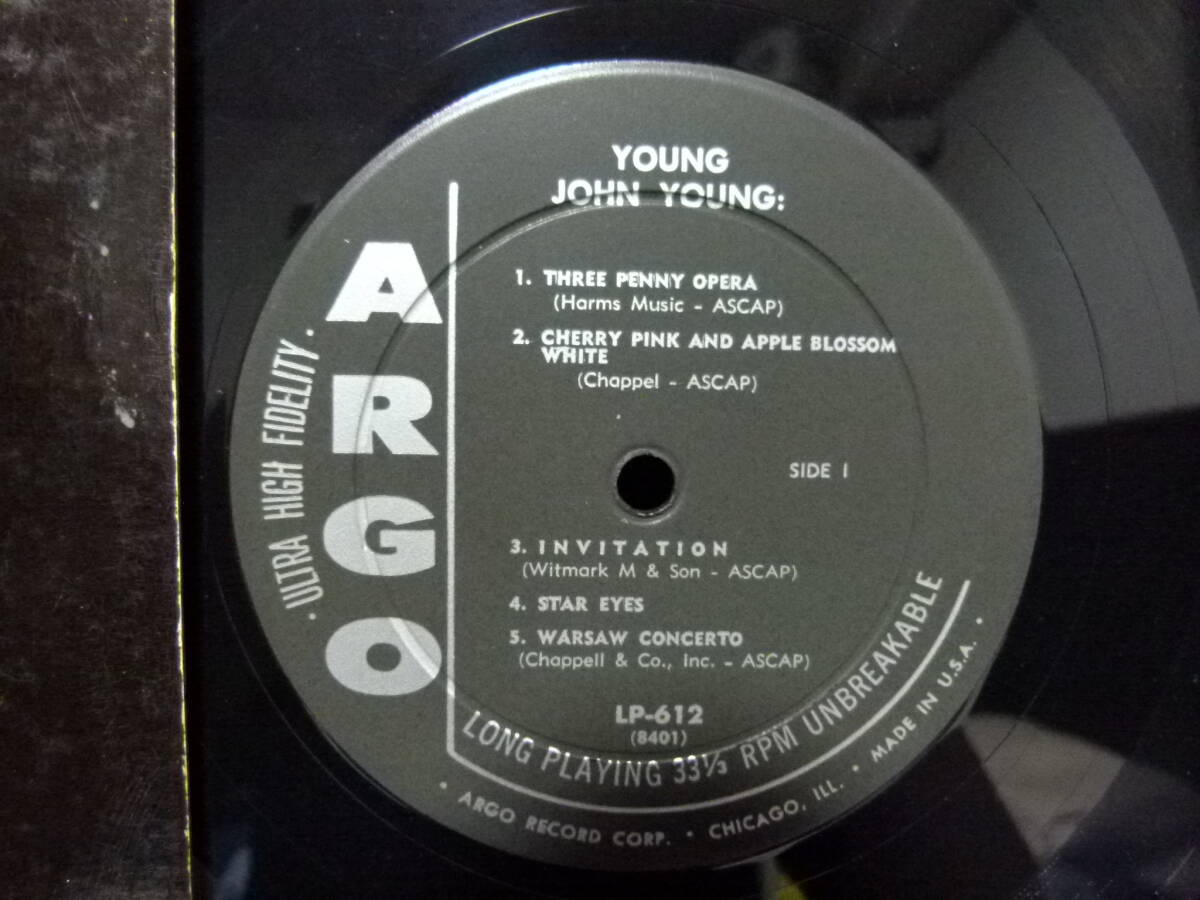 YOUNG
JOHN YOUNG:
ARGO
· ULTRA HIGH FIDELITY ·
1. THREE PENNY OPERA
(Harms Music - ASCAP)
2. CHERRY PINK AND APPLE BLOSSOM
WHITE
(Chappel - ASCAP)
SIDE 1
3. INVITATION
(Witmark M & Son - ASCAP)
4. STAR EYES
5. WARSAW CONCERTO
(Chappell & Co., Inc. - ASCAP)
LP-612
(8401)
LONG PLAYING 33⅓ RPM UNBREAKABLE
· ARGO RECORD CORP. · CHICAGO, ILL. · MADE IN U.S.A. ·